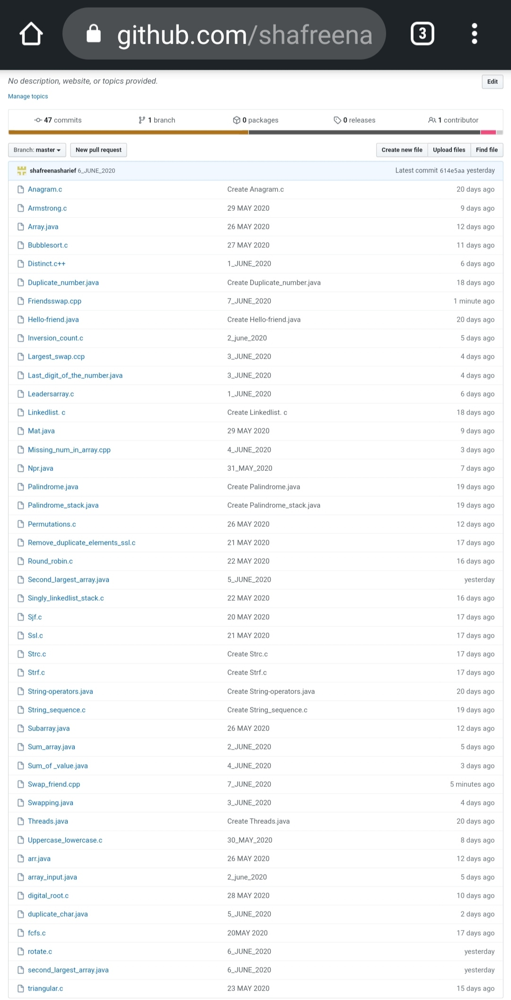 github.com/shafreena
3
No description, website, or topics provided.
Edit
Manage topics
47 commits 1 branch 0 packages 0 releases 1 contributor
Branch: master New pull request Create new file Upload files Find file
shafreenasharief 6_JUNE_2020 Latest commit 614e5aa yesterday
Anagram.c Create Anagram.c 20 days ago
Armstrong.c 29 MAY 2020 9 days ago
Array.java 26 MAY 2020 12 days ago
Bubblesort.c 27 MAY 2020 11 days ago
Distinct.c++ 1_JUNE_2020 6 days ago
Duplicate_number.java Create Duplicate_number.java 18 days ago
Friendsswap.cpp 7_JUNE_2020 1 minute ago
Hello-friend.java Create Hello-friend.java 20 days ago
Inversion_count.c 2_june_2020 5 days ago
Largest_swap.ccp 3_JUNE_2020 4 days ago
Last_digit_of_the_number.java 3_JUNE_2020 4 days ago
Leadersarray.c 1_JUNE_2020 6 days ago
Linkedlist. c Create Linkedlist. c 18 days ago
Mat.java 29 MAY 2020 9 days ago
Missing_num_in_array.cpp 4_JUNE_2020 3 days ago
Npr.java 31_MAY_2020 7 days ago
Palindrome.java Create Palindrome.java 19 days ago
Palindrome_stack.java Create Palindrome_stack.java 19 days ago
Permutations.c 26 MAY 2020 12 days ago
Remove_duplicate_elements_ssl.c 21 MAY 2020 17 days ago
Round_robin.c 22 MAY 2020 16 days ago
Second_largest_array.java 5_JUNE_2020 yesterday
Singly_linkedlist_stack.c 22 MAY 2020 16 days ago
Sjf.c 20 MAY 2020 17 days ago
Ssl.c 21 MAY 2020 17 days ago
Strc.c Create Strc.c 17 days ago
Strf.c Create Strf.c 17 days ago
String-operators.java Create String-operators.java 20 days ago
String_sequence.c Create String_sequence.c 19 days ago
Subarray.java 26 MAY 2020 12 days ago
Sum_array.java 2_JUNE_2020 5 days ago
Sum_of _value.java 4_JUNE_2020 3 days ago
Swap_friend.cpp 7_JUNE_2020 5 minutes ago
Swapping.java 3_JUNE_2020 4 days ago
Threads.java Create Threads.java 20 days ago
Uppercase_lowercase.c 30_MAY_2020 8 days ago
arr.java 26 MAY 2020 12 days ago
array_input.java 2_june_2020 5 days ago
digital_root.c 28 MAY 2020 10 days ago
duplicate_char.java 5_JUNE_2020 2 days ago
fcfs.c 20MAY 2020 17 days ago
rotate.c 6_JUNE_2020 yesterday
second_largest_array.java 6_JUNE_2020 yesterday
triangular.c 23 MAY 2020 15 days ago